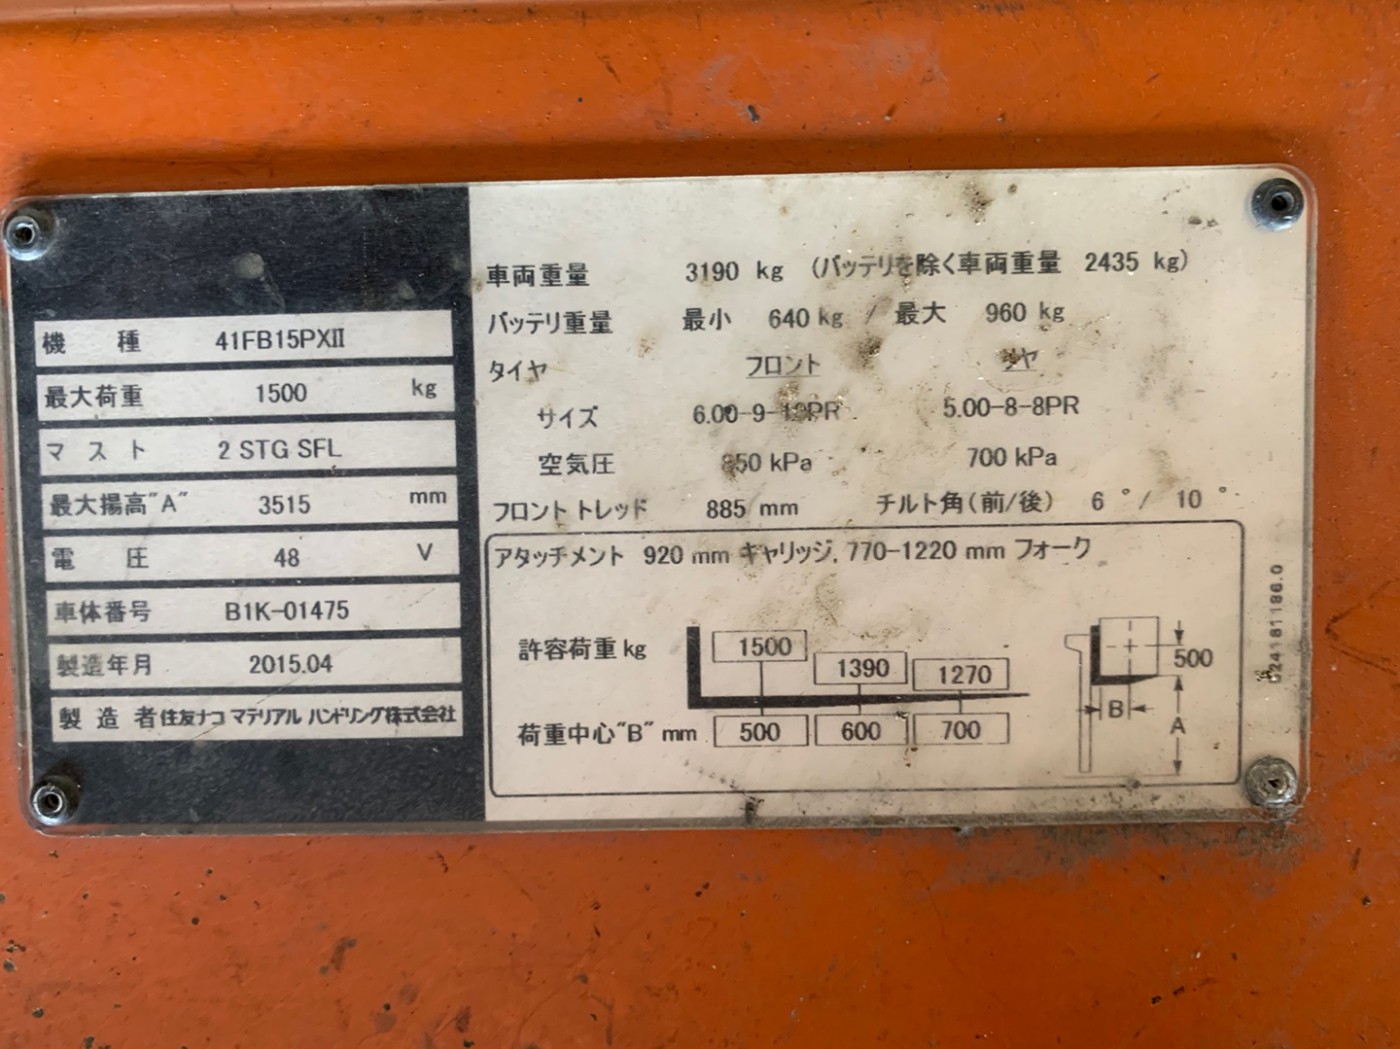 機 種 41FB15PXⅡ
最大荷重 1500 kg
マ ス ト 2 STG SFL
最大揚高"A" 3515 mm
電 圧 48 V
車体番号 B1K-01475
製造年月 2015.04
製 造 者 住友ナコ マテリアル ハンドリング株式会社
車両重量 3190 kg (バッテリを除く車両重量 2435 kg)
バッテリ重量 最小 640 kg / 最大 960 kg
タイヤ フロント リヤ
サイズ 6.00-9-10PR 5.00-8-8PR
空気圧 850 kPa 700 kPa
フロント トレッド 885 mm チルト角(前/後) 6 ° / 10 °
アタッチメント 920 mm キャリッジ, 770-1220 mm フォーク
許容荷重 kg 1500 1390 1270
荷重中心"B" mm 500 600 700
500
B
A